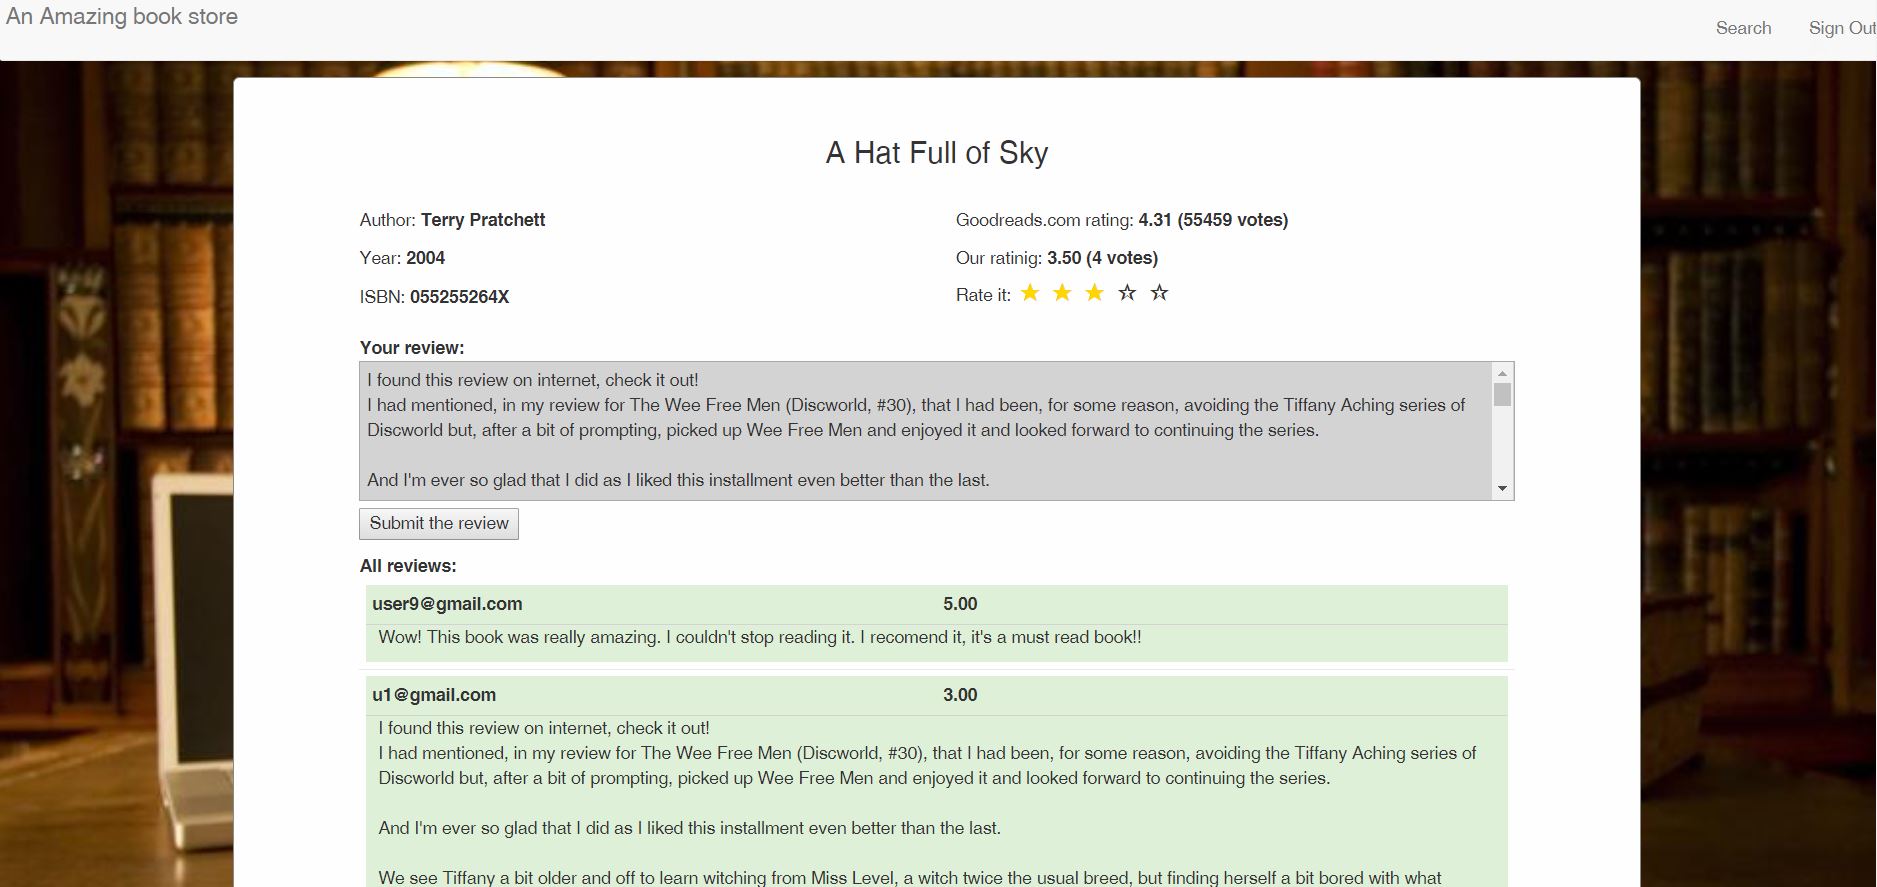 An Amazing book store
Search
Sign Out
A Hat Full of Sky
Author: Terry Pratchett
Goodreads.com rating: 4.31 (55459 votes)
Year: 2004
Our ratinig: 3.50 (4 votes)
ISBN: 055255264X
Rate it:
Your review:
I found this review on internet, check it out!
I had mentioned, in my review for The Wee Free Men (Discworld, #30), that I had been, for some reason, avoiding the Tiffany Aching series of
Discworld but, after a bit of prompting, picked up Wee Free Men and enjoyed it and looked forward to continuing the series.
And I'm ever so glad that I did as I liked this installment even better than the last.
Submit the review
All reviews:
user9@gmail.com 5.00
Wow! This book was really amazing. I couldn't stop reading it. I recomend it, it's a must read book!!
u1@gmail.com 3.00
I found this review on internet, check it out!
I had mentioned, in my review for The Wee Free Men (Discworld, #30), that I had been, for some reason, avoiding the Tiffany Aching series of
Discworld but, after a bit of prompting, picked up Wee Free Men and enjoyed it and looked forward to continuing the series.
And I'm ever so glad that I did as I liked this installment even better than the last.
We see Tiffany a bit older and off to learn witching from Miss Level, a witch twice the usual breed, but finding herself a bit bored with what